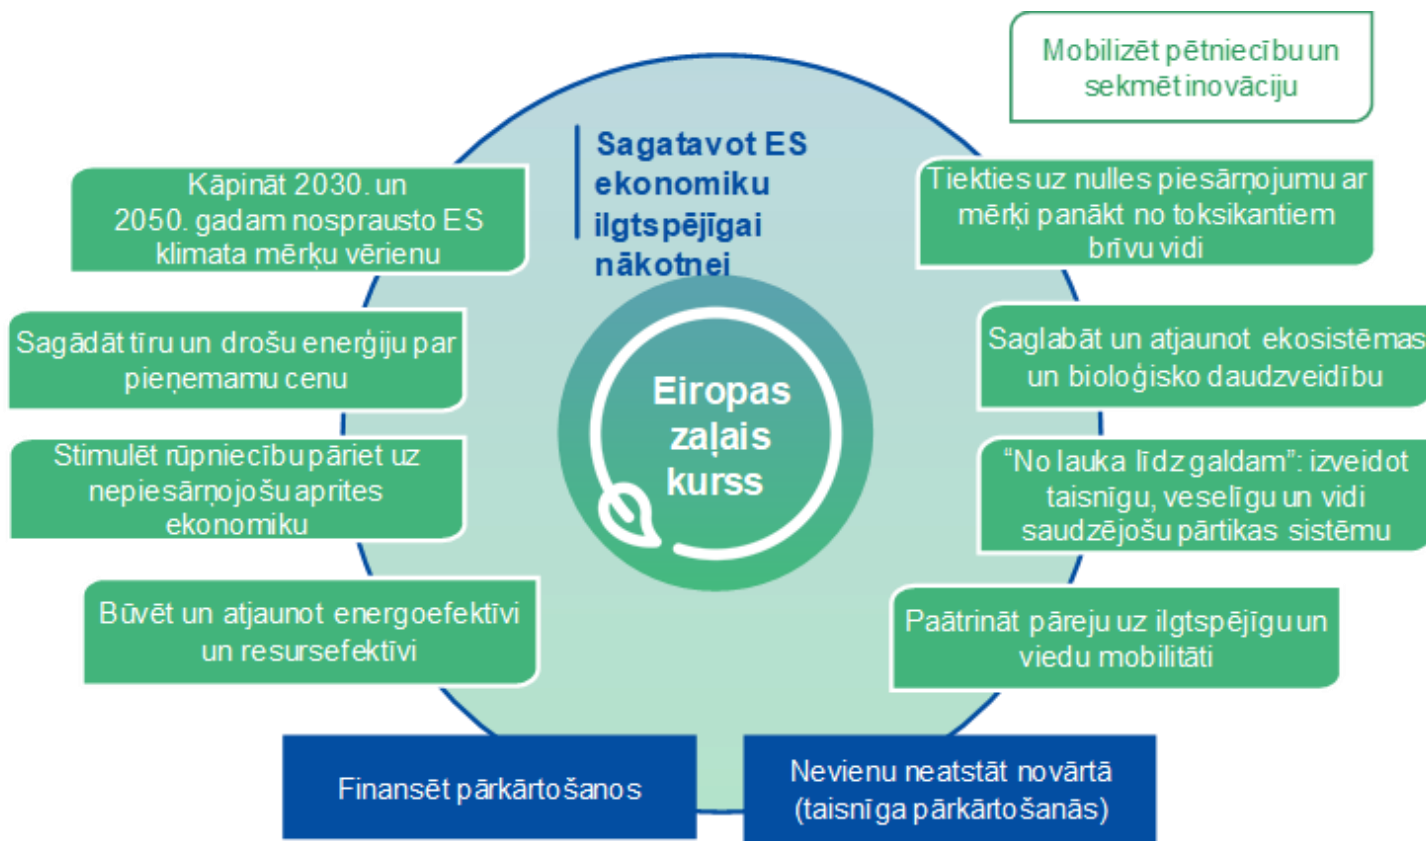 Mobilizēt pētniecību un
sekmēt inovāciju
Sagatavot ES
ekonomiku
ilgtspējīgai
nākotnei
Kāpināt 2030. un
2050. gadam nosprausto ES
klimata mērķu vērienu
Tiekties uz nulles piesārņojumu ar
mērķi panākt no toksikantiem
brīvu vidi
Sagādāt tīru un drošu enerģiju par
pieņemamu cenu
Saglabāt un atjaunot ekosistēmas
un bioloģisko daudzveidību
Eiropas
zaļais
kurss
Stimulēt rūpniecību pāriet uz
nepiesārņojošu aprites
ekonomiku
“No lauka līdz galdam”: izveidot
taisnīgu, veselīgu un vidi
saudzējošu pārtikas sistēmu
Būvēt un atjaunot energoefektīvi
un resursefektīvi
Paātrināt pāreju uz ilgtspējīgu un
viedu mobilitāti
Finansēt pārkārtošanos
Nevienu neatstāt novārtā
(taisnīga pārkārtošanās)